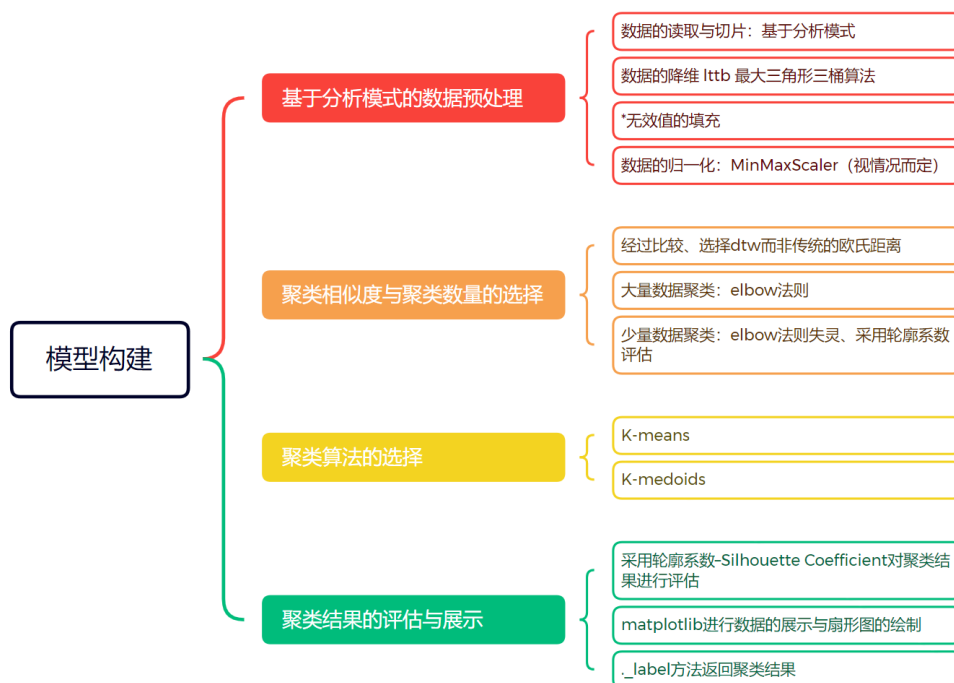 模型构建
基于分析模式的数据预处理
数据的读取与切片：基于分析模式
数据的降维 lttb 最大三角形三桶算法
*无效值的填充
数据的归一化：MinMaxScaler（视情况而定）
聚类相似度与聚类数量的选择
经过比较、选择dtw而非传统的欧氏距离
大量数据聚类：elbow法则
少量数据聚类：elbow法则失灵、采用轮廓系数
评估
聚类算法的选择
K-means
K-medoids
聚类结果的评估与展示
采用轮廓系数-Silhouette Coefficient对聚类结
果进行评估
matplotlib进行数据的展示与扇形图的绘制
._label方法返回聚类结果